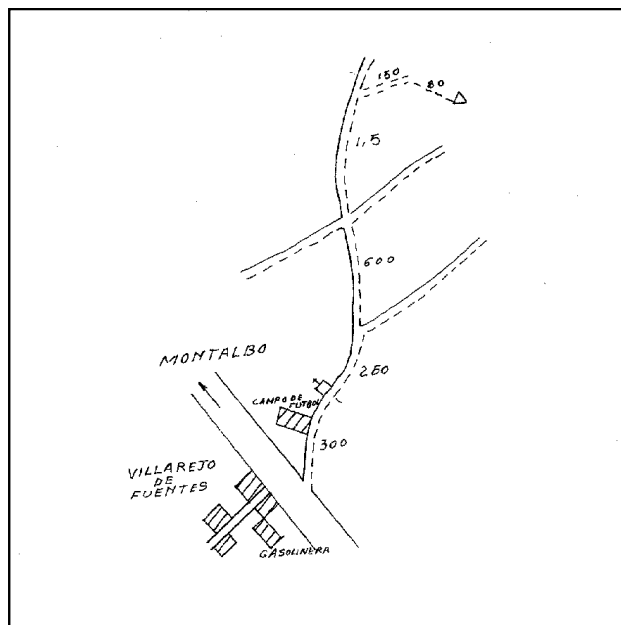 150
80
1,5
600
MONTALBO
250
CAMPO DE
FUTBOL
300
VILLAREJO
DE
FUENTES
GASOLINERA